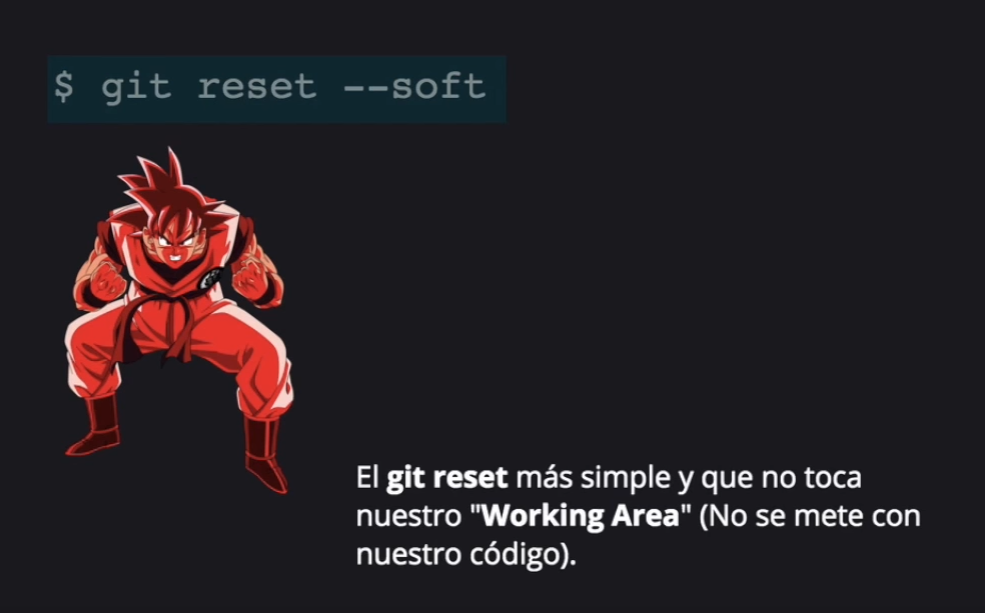 $ git reset --soft
El git reset más simple y que no toca
nuestro "Working Area" (No se mete con
nuestro código).